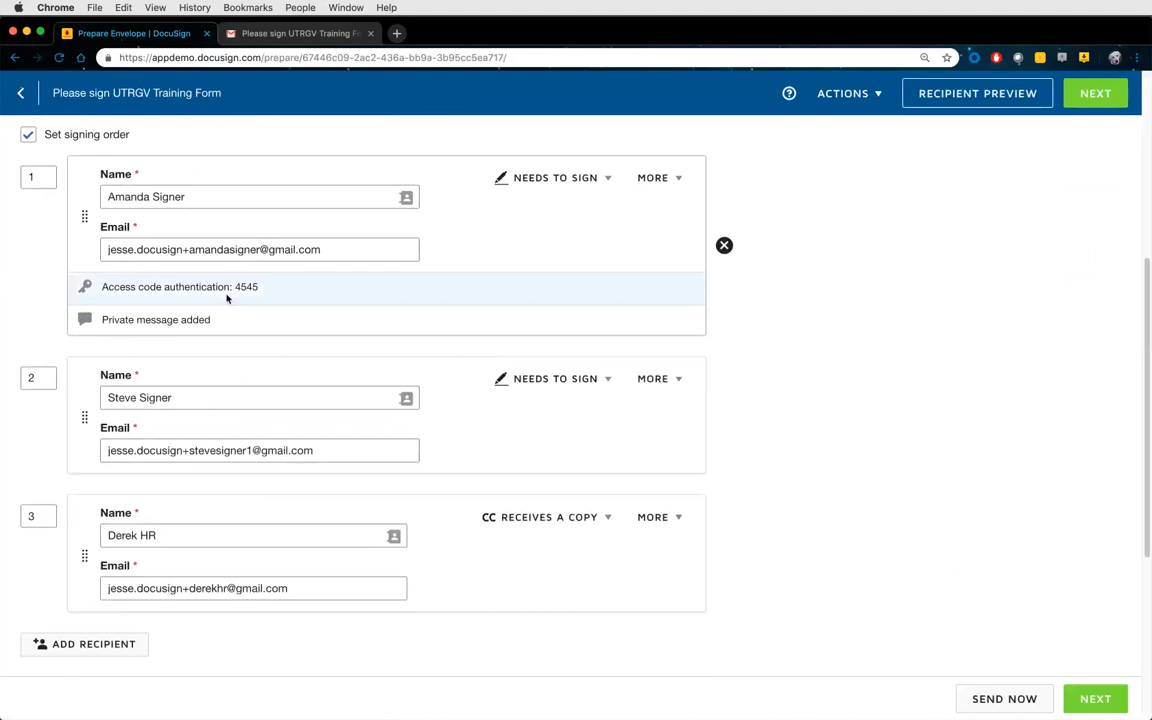 Chrome File Edit View History Bookmarks People Window Help
Prepare Envelope | DocuSign
Please sign UTRGV Training Fo
https://appdemo.docusign.com/prepare/67446c09-2ac2-436a-bb9a-3b95cc5ea717/
Please sign UTRGV Training Form
ACTIONS
RECIPIENT PREVIEW
NEXT
Set signing order
1
Name *
NEEDS TO SIGN
MORE
Amanda Signer
Email *
jesse.docusign+amandasigner@gmail.com
Access code authentication: 4545
Private message added
2
Name *
NEEDS TO SIGN
MORE
Steve Signer
Email *
jesse.docusign+stevesigner1@gmail.com
3
Name *
CC RECEIVES A COPY
MORE
Derek HR
Email *
jesse.docusign+derekhr@gmail.com
ADD RECIPIENT
SEND NOW
NEXT